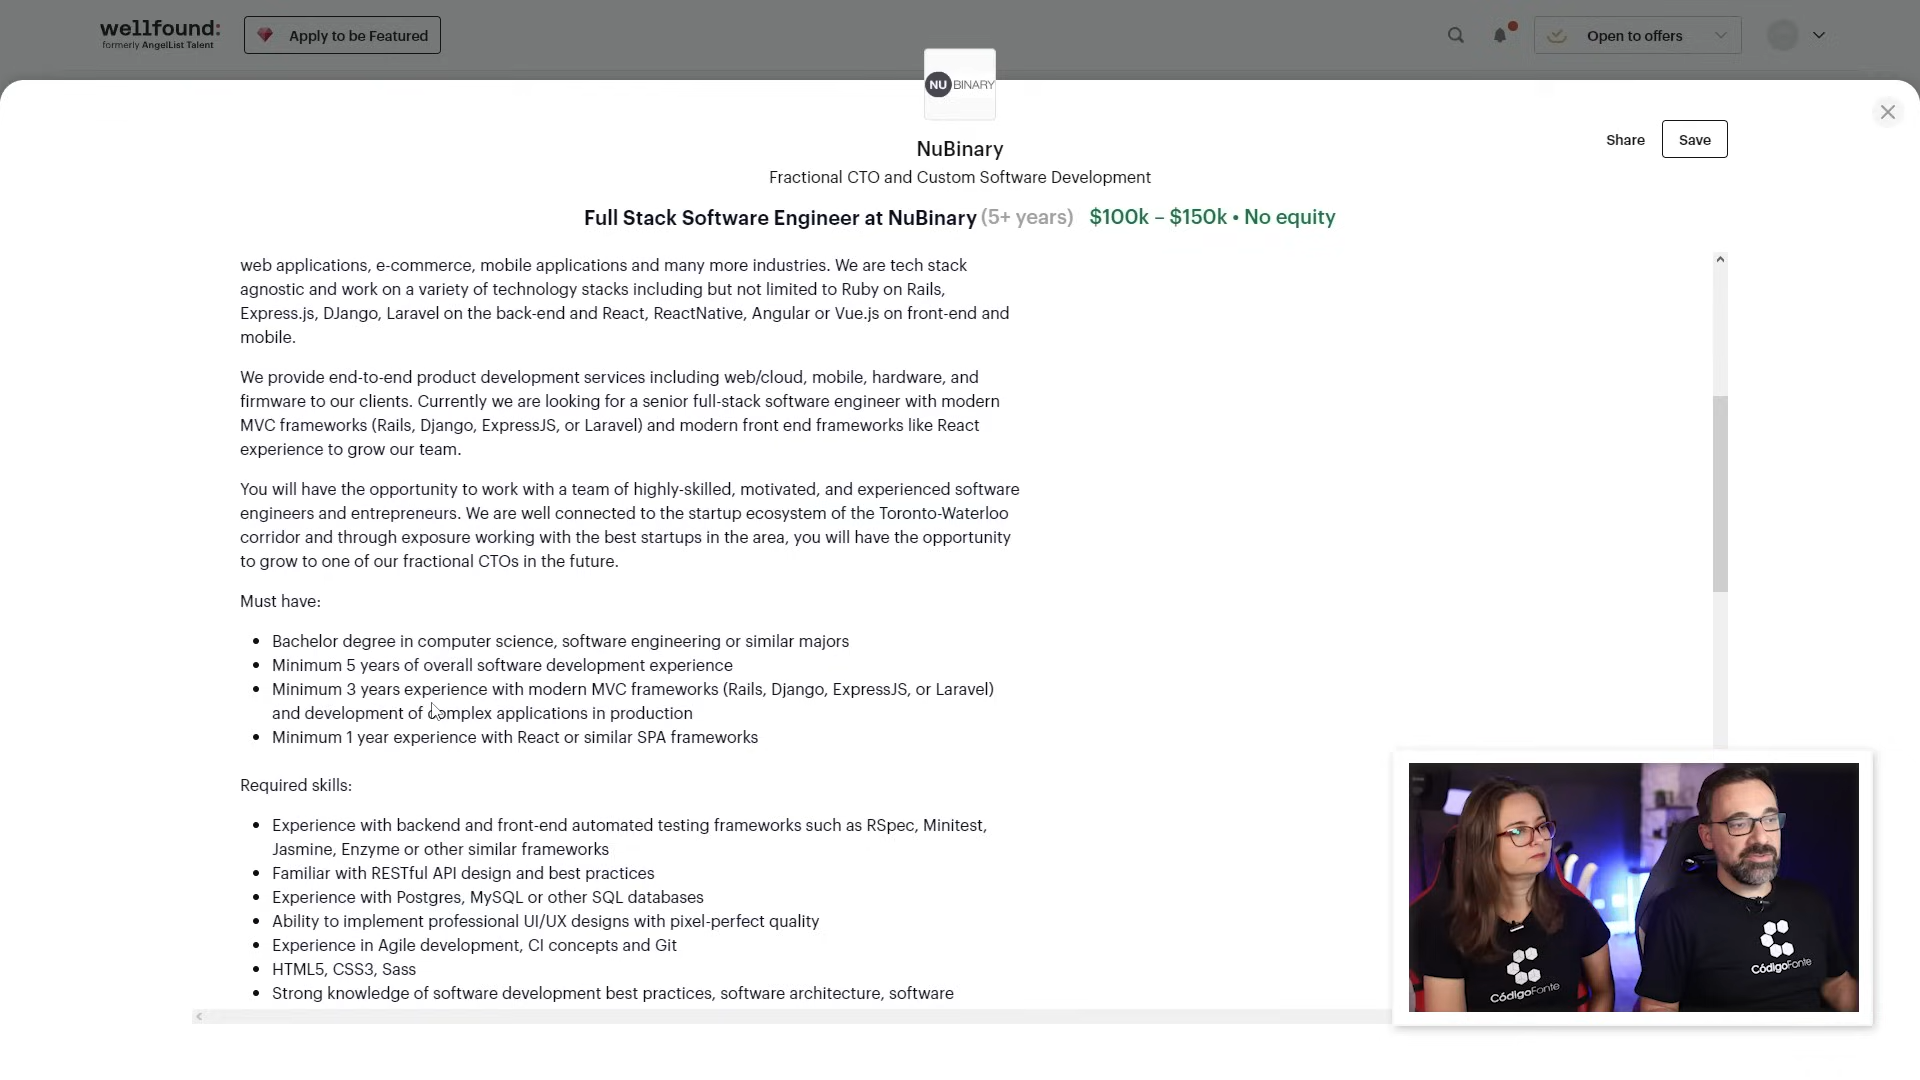 wellfound:
formerly AngelList Talent
Apply to be Featured
Open to offers
NU BINARY
Share
Save
NuBinary
Fractional CTO and Custom Software Development
Full Stack Software Engineer at NuBinary (5+ years) $100k – $150k • No equity
web applications, e-commerce, mobile applications and many more industries. We are tech stack
agnostic and work on a variety of technology stacks including but not limited to Ruby on Rails,
Express.js, DJango, Laravel on the back-end and React, ReactNative, Angular or Vue.js on front-end and
mobile.
We provide end-to-end product development services including web/cloud, mobile, hardware, and
firmware to our clients. Currently we are looking for a senior full-stack software engineer with modern
MVC frameworks (Rails, Django, ExpressJS, or Laravel) and modern front end frameworks like React
experience to grow our team.
You will have the opportunity to work with a team of highly-skilled, motivated, and experienced software
engineers and entrepreneurs. We are well connected to the startup ecosystem of the Toronto-Waterloo
corridor and through exposure working with the best startups in the area, you will have the opportunity
to grow to one of our fractional CTOs in the future.
Must have:
• Bachelor degree in computer science, software engineering or similar majors
• Minimum 5 years of overall software development experience
• Minimum 3 years experience with modern MVC frameworks (Rails, Django, ExpressJS, or Laravel)
and development of complex applications in production
• Minimum 1 year experience with React or similar SPA frameworks
Required skills:
• Experience with backend and front-end automated testing frameworks such as RSpec, Minitest,
Jasmine, Enzyme or other similar frameworks
• Familiar with RESTful API design and best practices
• Experience with Postgres, MySQL or other SQL databases
• Ability to implement professional UI/UX designs with pixel-perfect quality
• Experience in Agile development, CI concepts and Git
• HTML5, CSS3, Sass
• Strong knowledge of software development best practices, software architecture, software
CódigoFonte
CódigoFonte